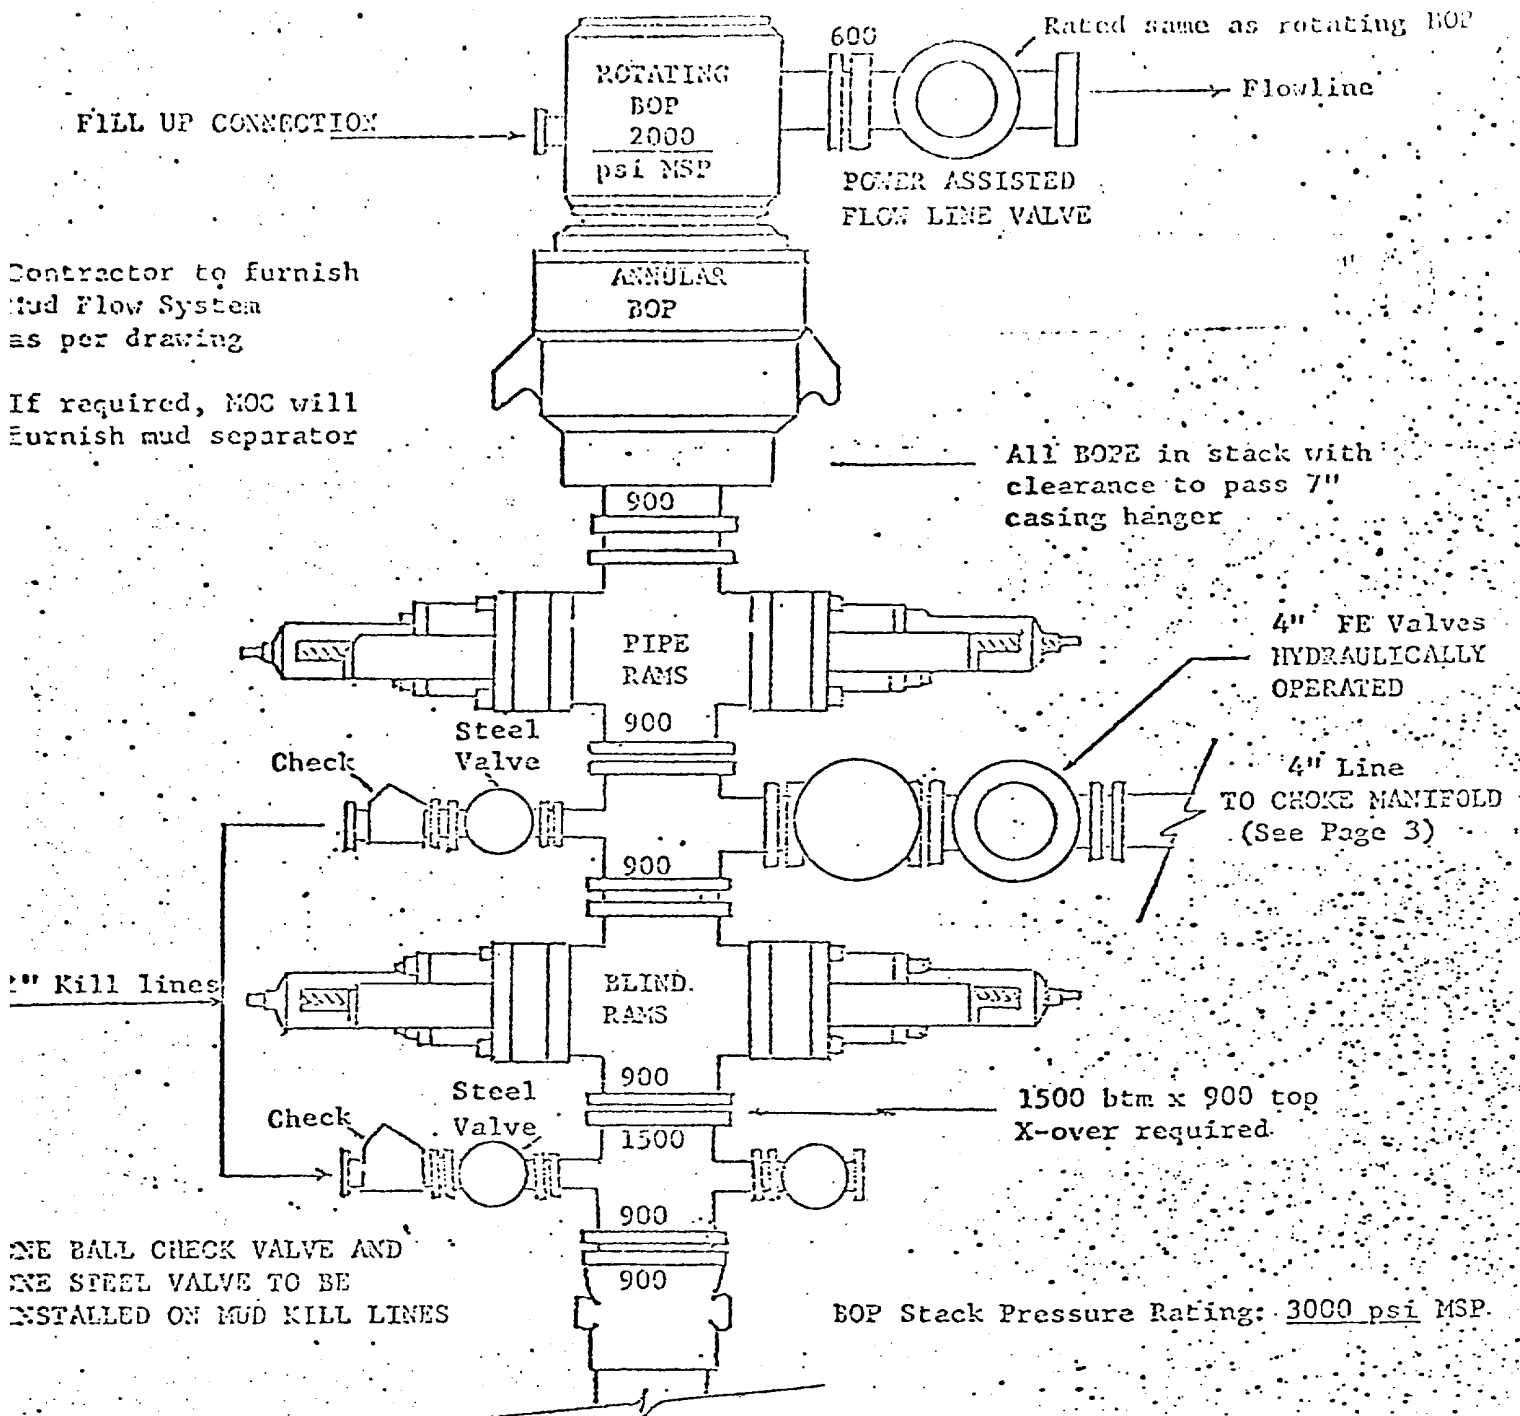 Rated same as rotating BOP
600
Flowline
FILL UP CONNECTION
ROTATING
BOP
2000
psi MSP
POWER ASSISTED
FLOW LINE VALVE
Contractor to furnish
Mud Flow System
as per drawing
If required, MOC will
furnish mud separator
ANNULAR
BOP
All BOPE in stack with
clearance to pass 7"
casing hanger
900
PIPE
RAMS
4" FE Valves
HYDRAULICALLY
OPERATED
900
Check
Steel
Valve
4" Line
TO CHOKE MANIFOLD
(See Page 3)
900
2" Kill lines
BLIND
RAMS
900
1500 btm x 900 top
X-over required
Check
Steel
Valve
1500
900
900
ONE BALL CHECK VALVE AND
ONE STEEL VALVE TO BE
INSTALLED ON MUD KILL LINES
BOP Stack Pressure Rating: 3000 psi MSP